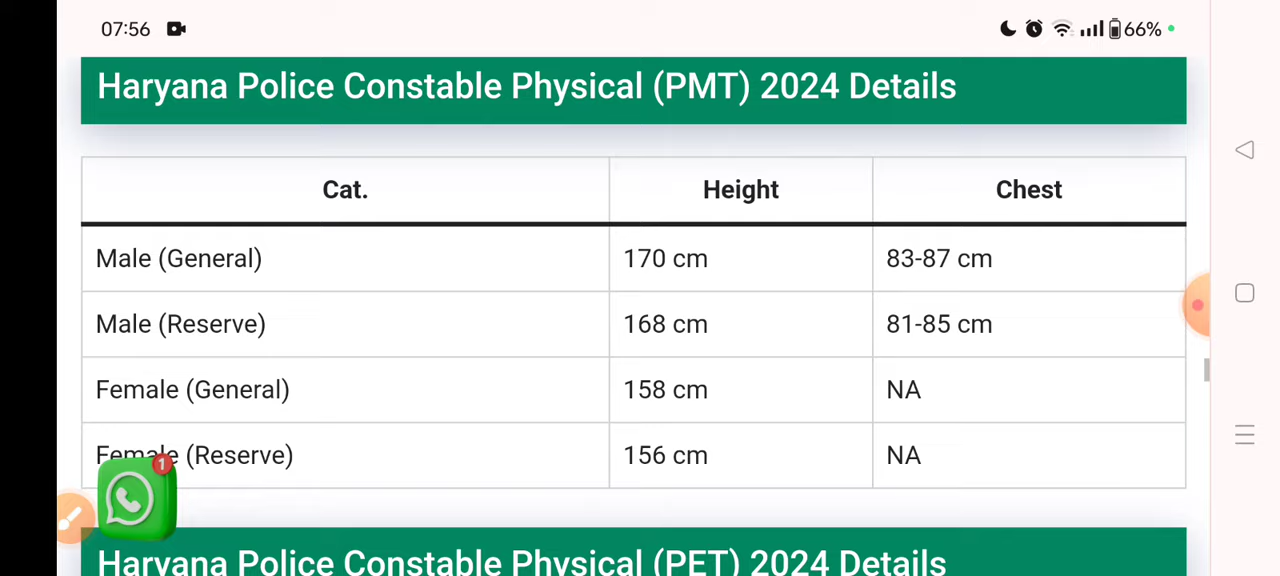 07:56 66%
Haryana Police Constable Physical (PMT) 2024 Details
Cat. Height Chest
Male (General) 170 cm 83-87 cm
Male (Reserve) 168 cm 81-85 cm
Female (General) 158 cm NA
Female (Reserve) 156 cm NA
1
Haryana Police Constable Physical (PET) 2024 Details